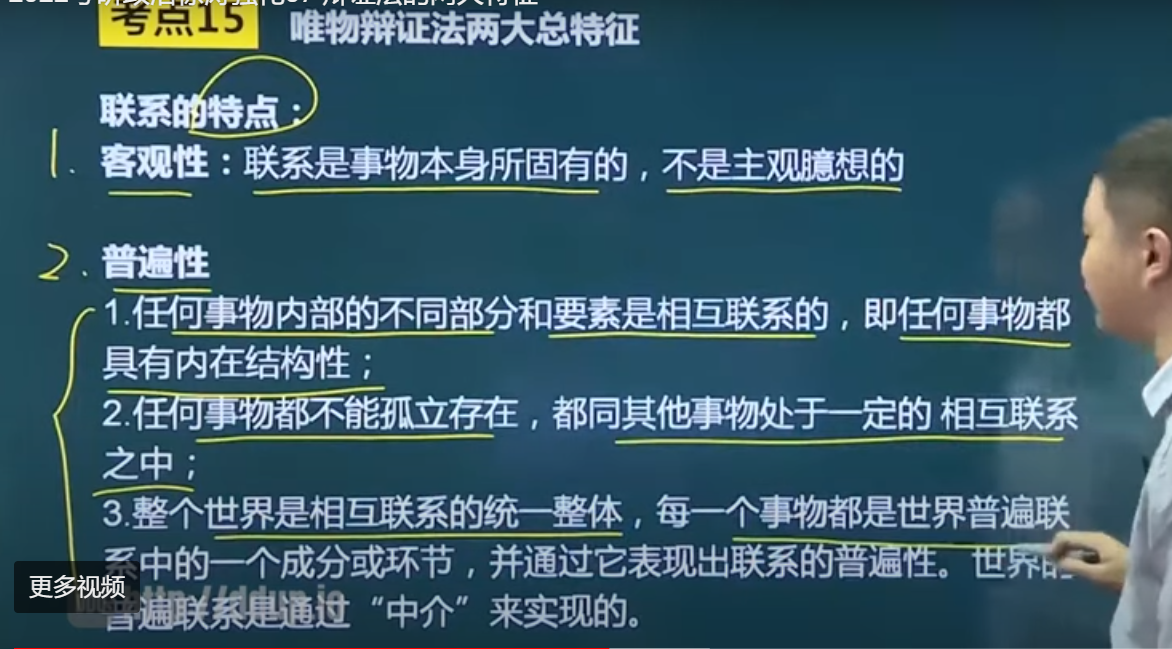 考点15 唯物辩证法两大总特征
联系的特点：
1. 客观性：联系是事物本身所固有的，不是主观臆想的
2. 普遍性
1.任何事物内部的不同部分和要素是相互联系的，即任何事物都
具有内在结构性；
2.任何事物都不能孤立存在，都同其他事物处于一定的 相互联系
之中；
3.整个世界是相互联系的统一整体，每一个事物都是世界普遍联
系中的一个成分或环节，并通过它表现出联系的普遍性。世界的
更多视频
普遍联系是通过“中介”来实现的。